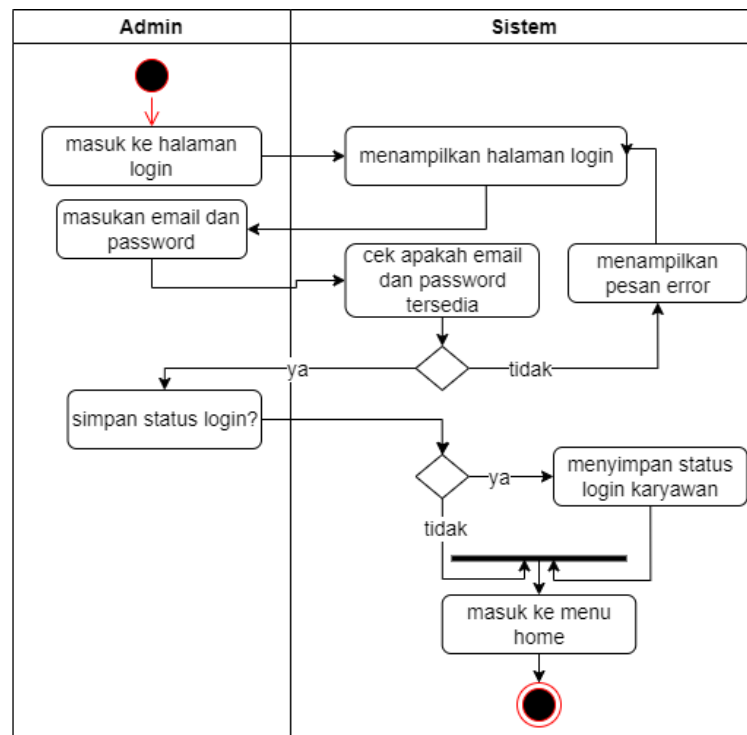 Admin
Sistem
masuk ke halaman
login
menampilkan halaman login
masukan email dan
password
cek apakah email
dan password
tersedia
menampilkan
pesan error
ya
tidak
simpan status login?
ya
menyimpan status
login karyawan
tidak
masuk ke menu
home